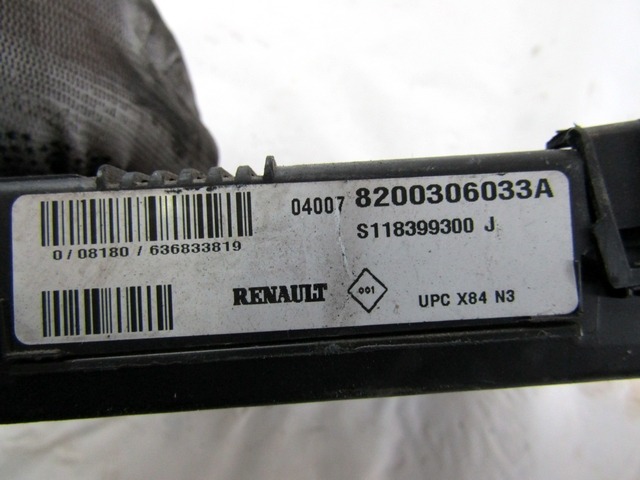 04007 8200306033A
S118399300 J
0/08180/636833819
RENAULT 001 UPC X84 N3